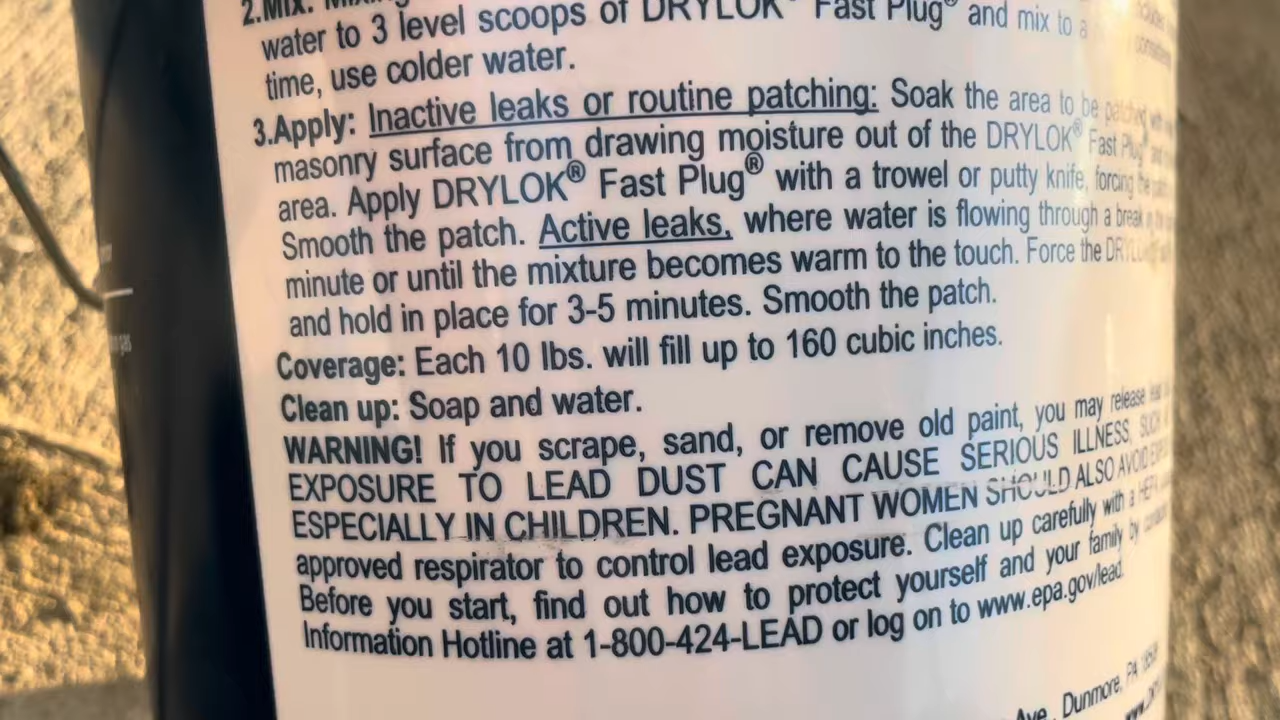 2.Mix:
water to 3 level scoops of DRYLOK® Fast Plug® and mix to a
time, use colder water.
3.Apply: Inactive leaks or routine patching: Soak the area to be patched with
masonry surface from drawing moisture out of the DRYLOK® Fast Plug
area. Apply DRYLOK® Fast Plug® with a trowel or putty knife, forcing the
Smooth the patch. Active leaks, where water is flowing through a break in the
minute or until the mixture becomes warm to the touch. Force the DRYLOK
and hold in place for 3-5 minutes. Smooth the patch.
Coverage: Each 10 lbs. will fill up to 160 cubic inches.
Clean up: Soap and water.
WARNING! If you scrape, sand, or remove old paint, you may release lead
EXPOSURE TO LEAD DUST CAN CAUSE SERIOUS ILLNESS, SUCH
ESPECIALLY IN CHILDREN. PREGNANT WOMEN SHOULD ALSO AVOID
approved respirator to control lead exposure. Clean up carefully with a HEPA
Before you start, find out how to protect yourself and your family by
Information Hotline at 1-800-424-LEAD or log on to www.epa.gov/lead.
Ave., Dunmore, PA